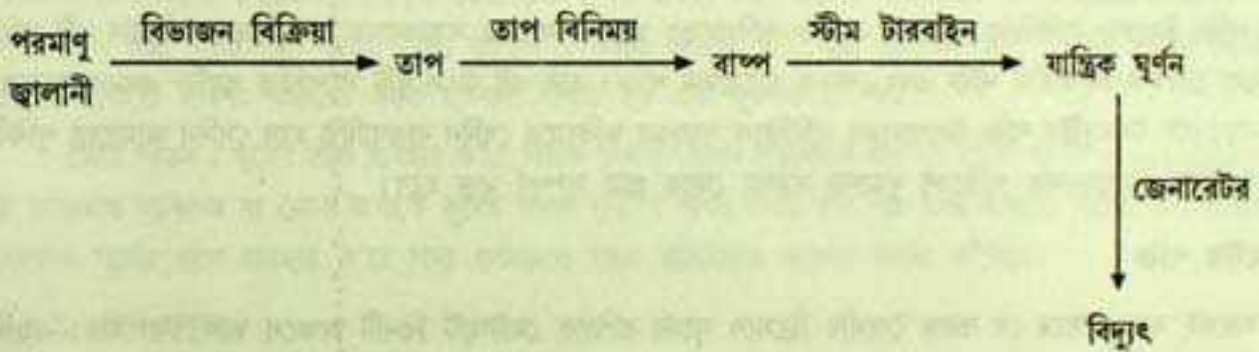 পরমাণু জ্বালানী
বিভাজন বিক্রিয়া
তাপ
তাপ বিনিময়
বাষ্প
স্টীম টারবাইন
যান্ত্রিক ঘূর্ণন
জেনারেটর
বিদ্যুৎ